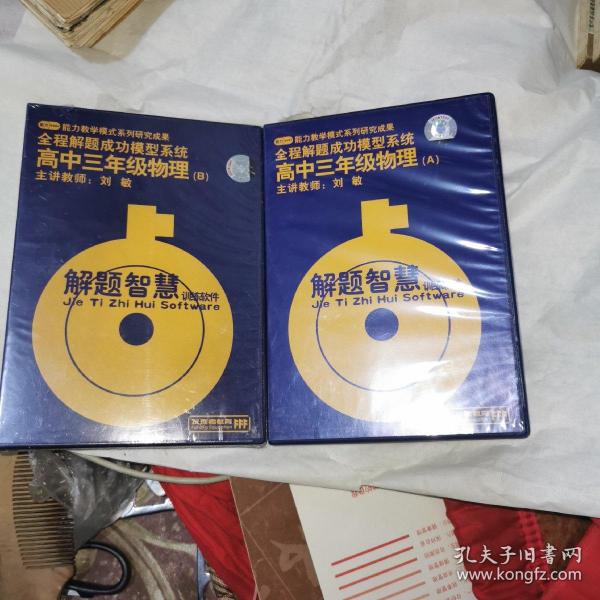 能力教学模式系列研究成果
全程解题成功模型系统
高中三年级物理 (B)
主讲教师：刘 敏
解题智慧
训练软件
Jie Ti Zhi Hui Software
能力教学模式系列研究成果
全程解题成功模型系统
高中三年级物理 (A)
主讲教师：刘 敏
解题智慧
Jie Ti Zhi Hui Software
孔夫子旧书网
www.kongfz.com